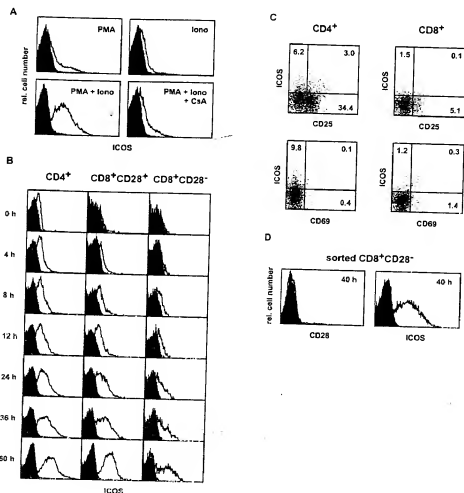 A
PMA
Iono
PMA + Iono
PMA + Iono
+ CsA
rel. cell number
ICOS
B
CD4+
CD8+CD28+
CD8+CD28-
0 h
4 h
8 h
12 h
24 h
36 h
50 h
ICOS
C
CD4+
CD8+
6.2
3.0
34.4
ICOS
CD25
1.5
0.1
5.1
ICOS
CD25
9.8
0.1
0.4
ICOS
CD69
1.2
0.3
1.4
ICOS
CD69
D
sorted CD8+CD28-
rel. cell number
40 h
40 h
CD28
ICOS